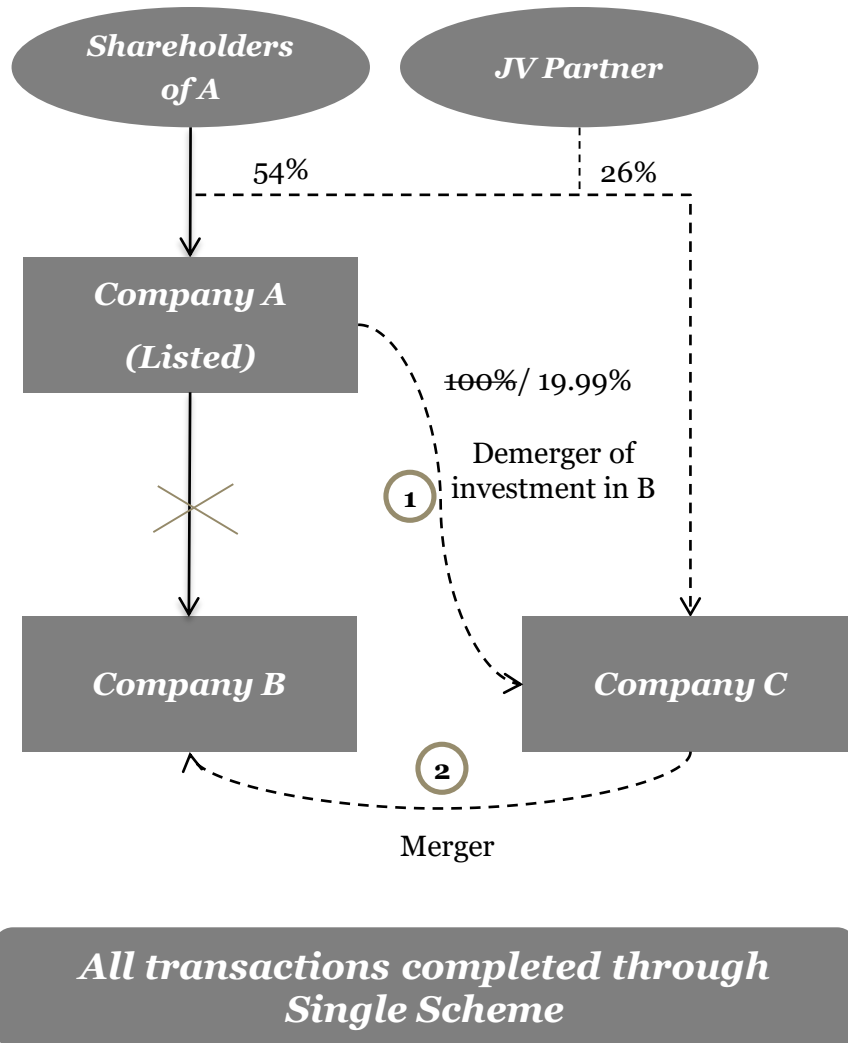 Shareholders
of A
JV Partner
54%
26%
Company A
(Listed)
100%/ 19.99%
Demerger of
investment in B
1
Company B
Company C
2
Merger
All transactions completed through
Single Scheme